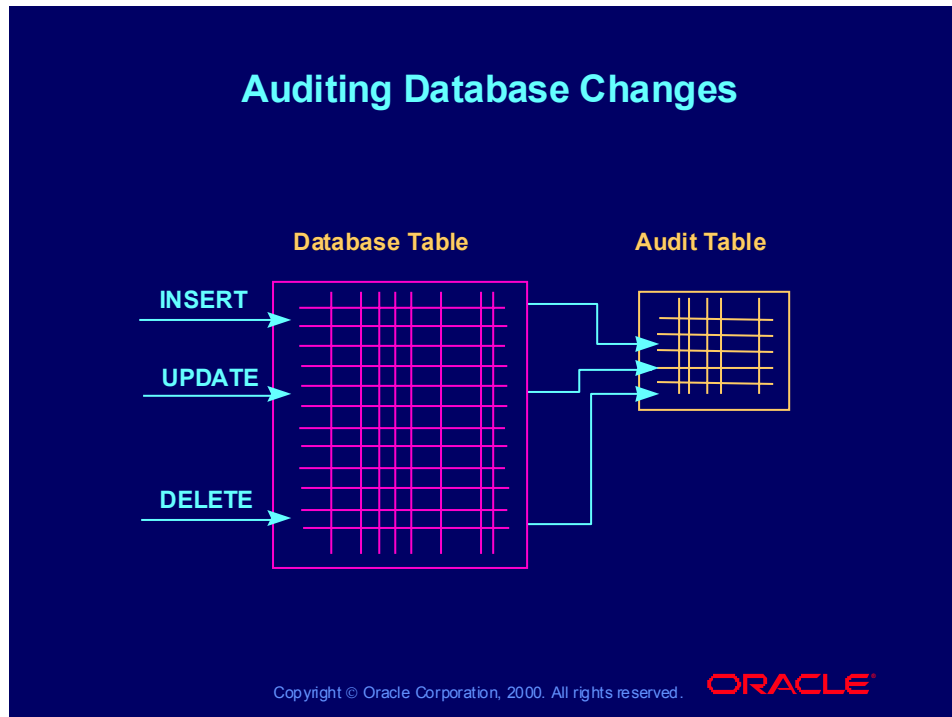 Auditing Database Changes
Database Table
Audit Table
INSERT
UPDATE
DELETE
Copyright © Oracle Corporation, 2000. All rights reserved.
ORACLE®